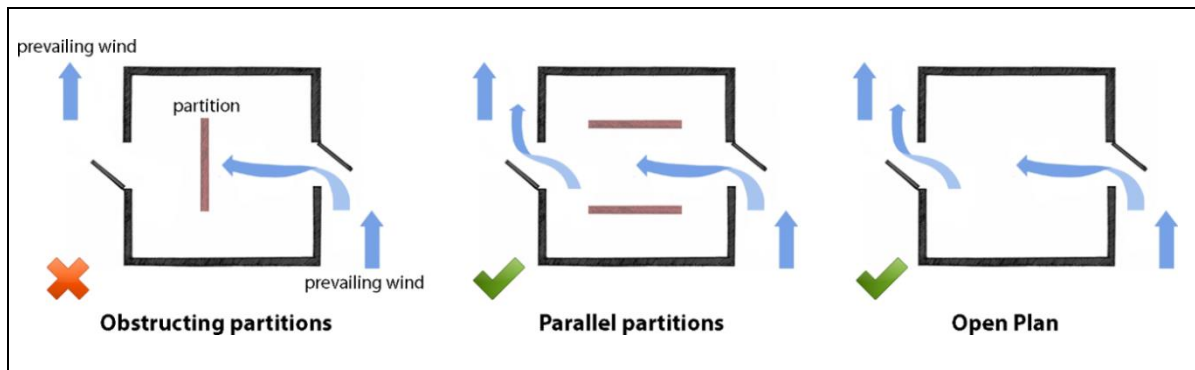 prevailing wind
partition
prevailing wind
Obstructing partitions
Parallel partitions
Open Plan